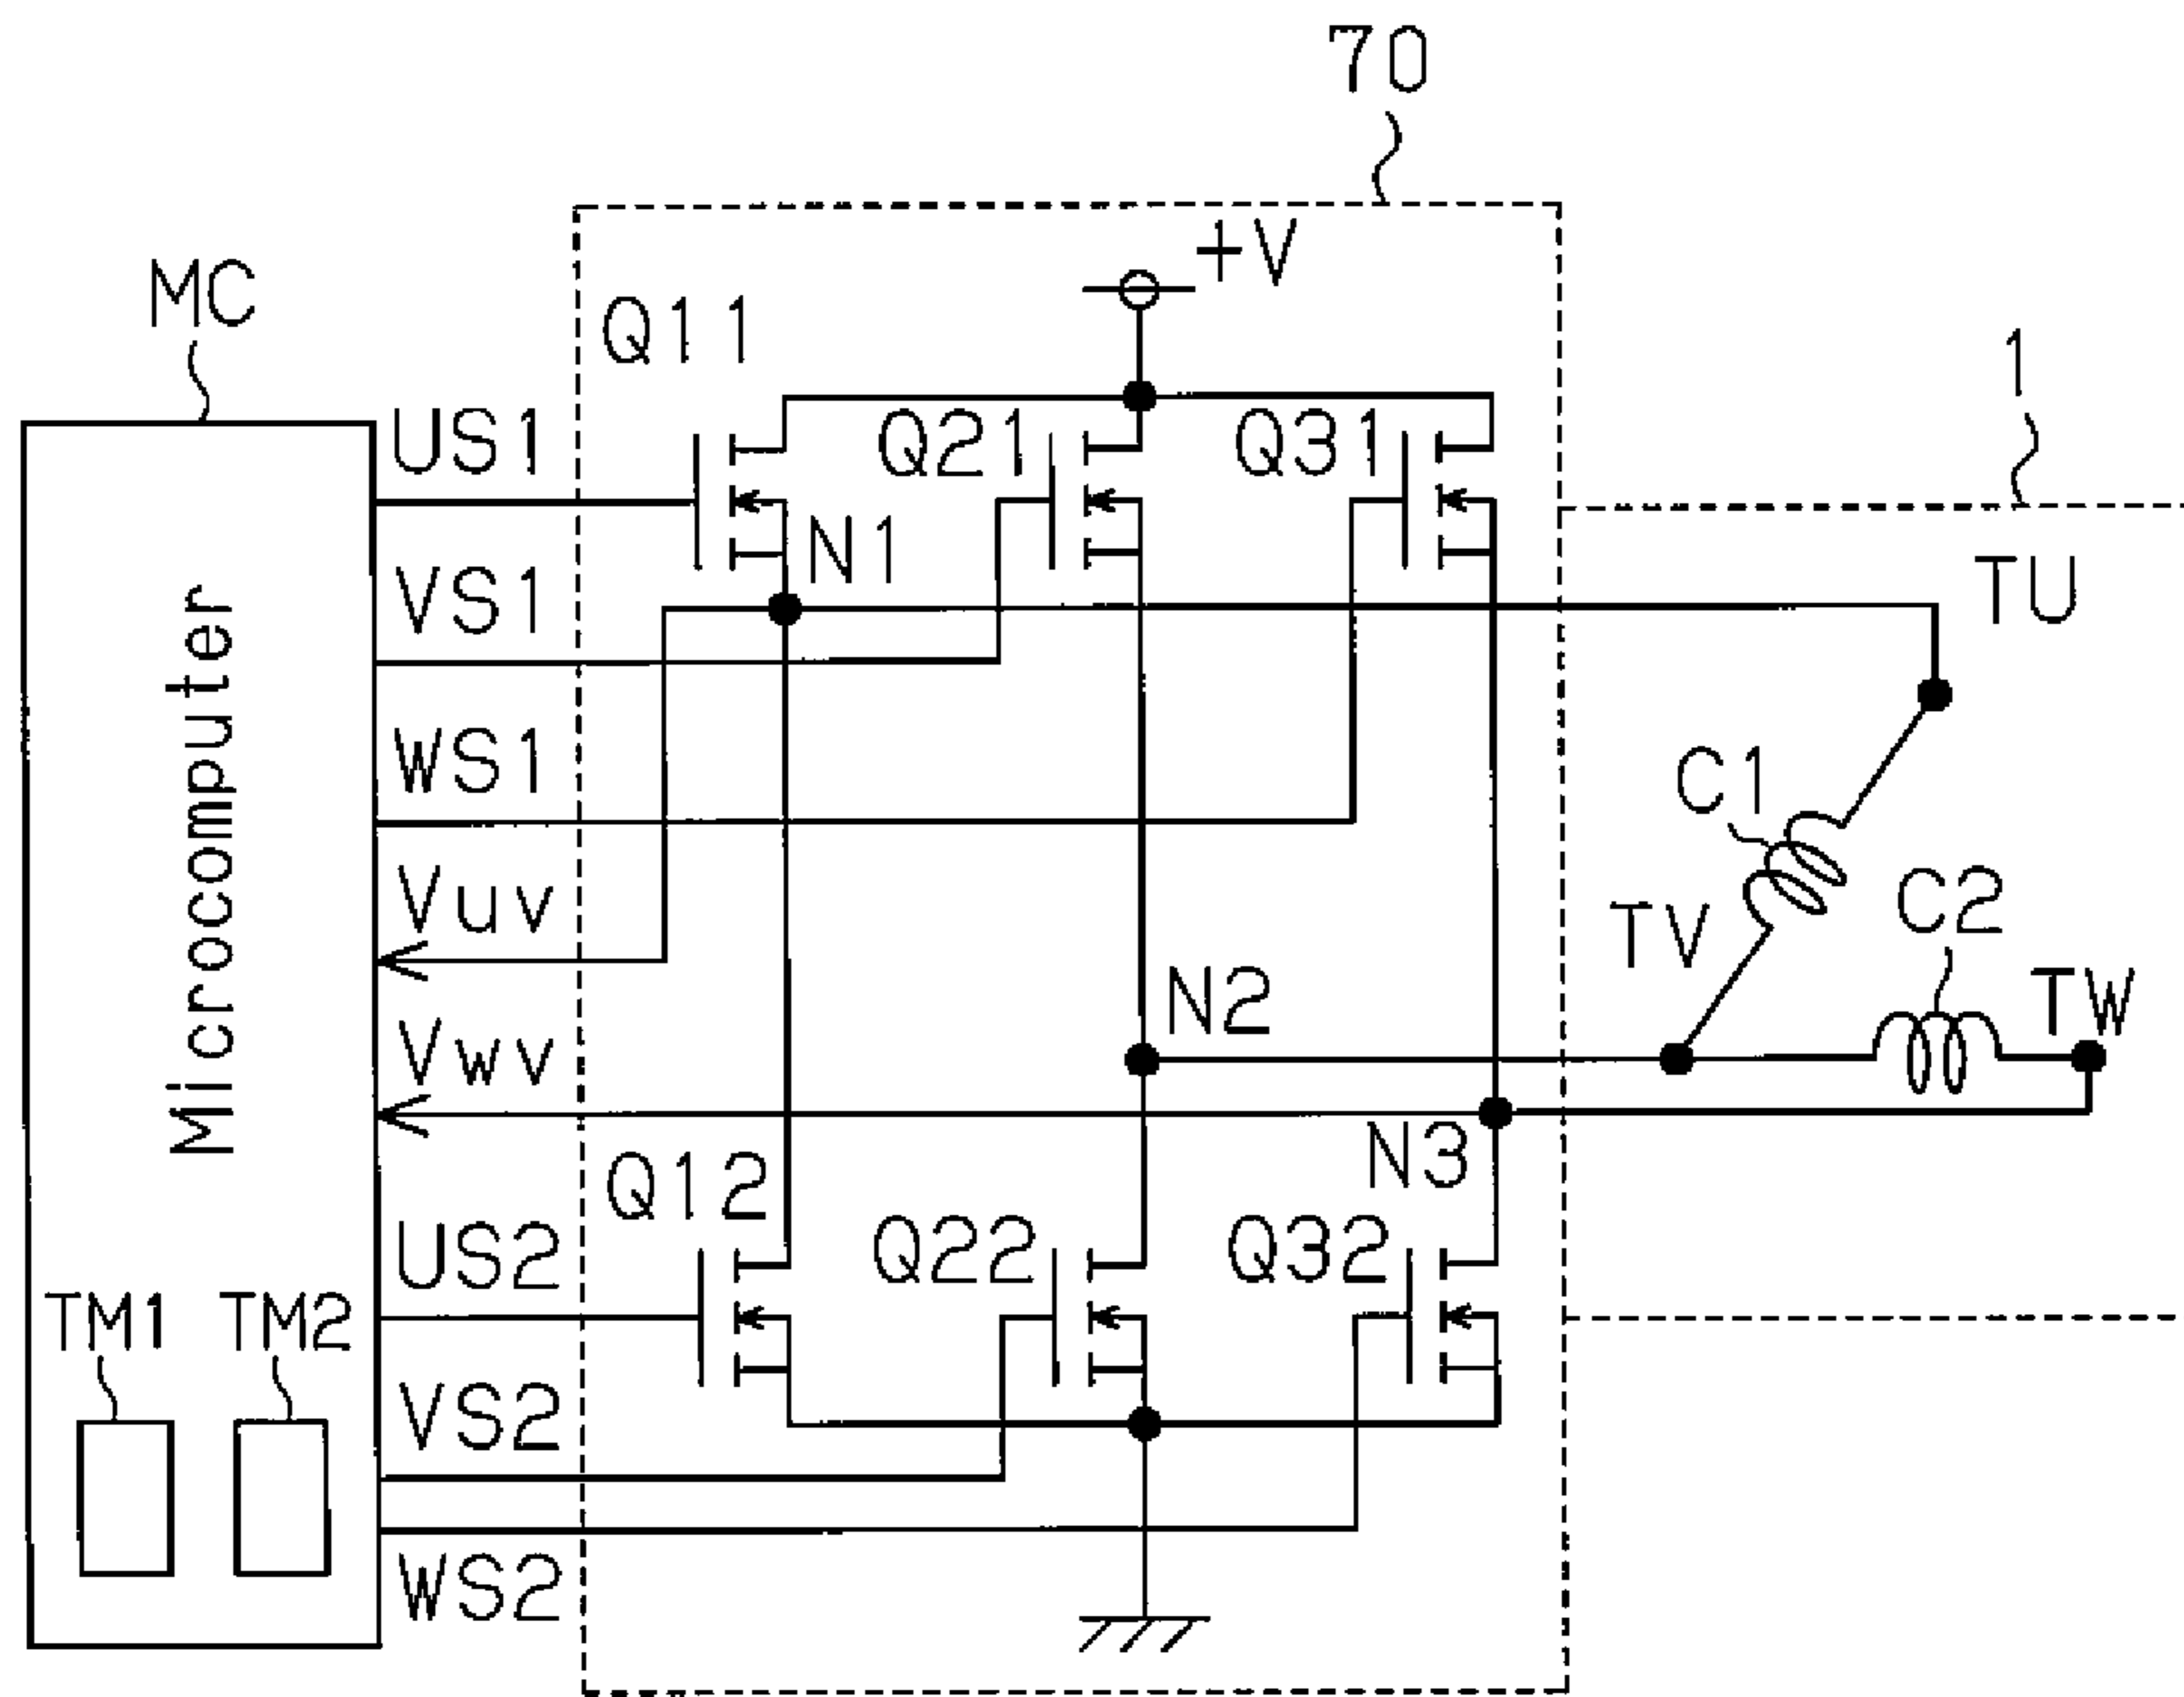 70
+V
MC
Q11
1
US1
Q21
Q31
N1
TU
VS1
WS1
C1
Vuv
C2
TV
N2
TW
Vwv
Microcomputer
N3
Q12
US2
Q22
Q32
TM1
TM2
VS2
WS2